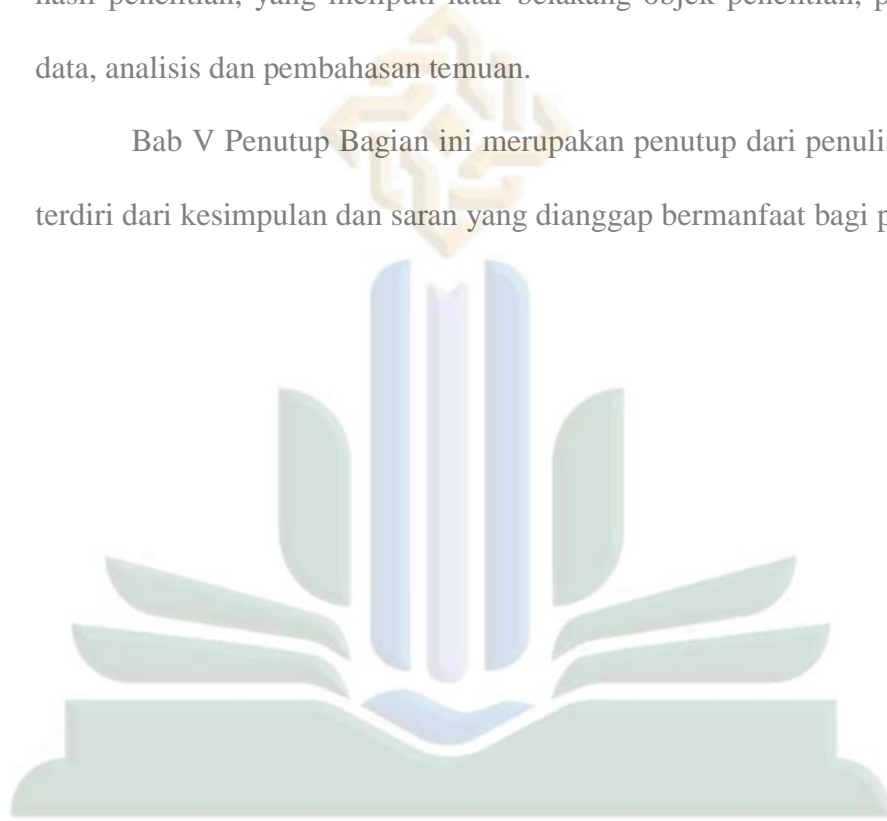 hasil penelitian, yang meliputi latar belakang objek penelitian,
data, analisis dan pembahasan temuan.
Bab V Penutup Bagian ini merupakan penutup dari
terdiri dari kesimpulan dan saran yang dianggap bermanfaat bagi